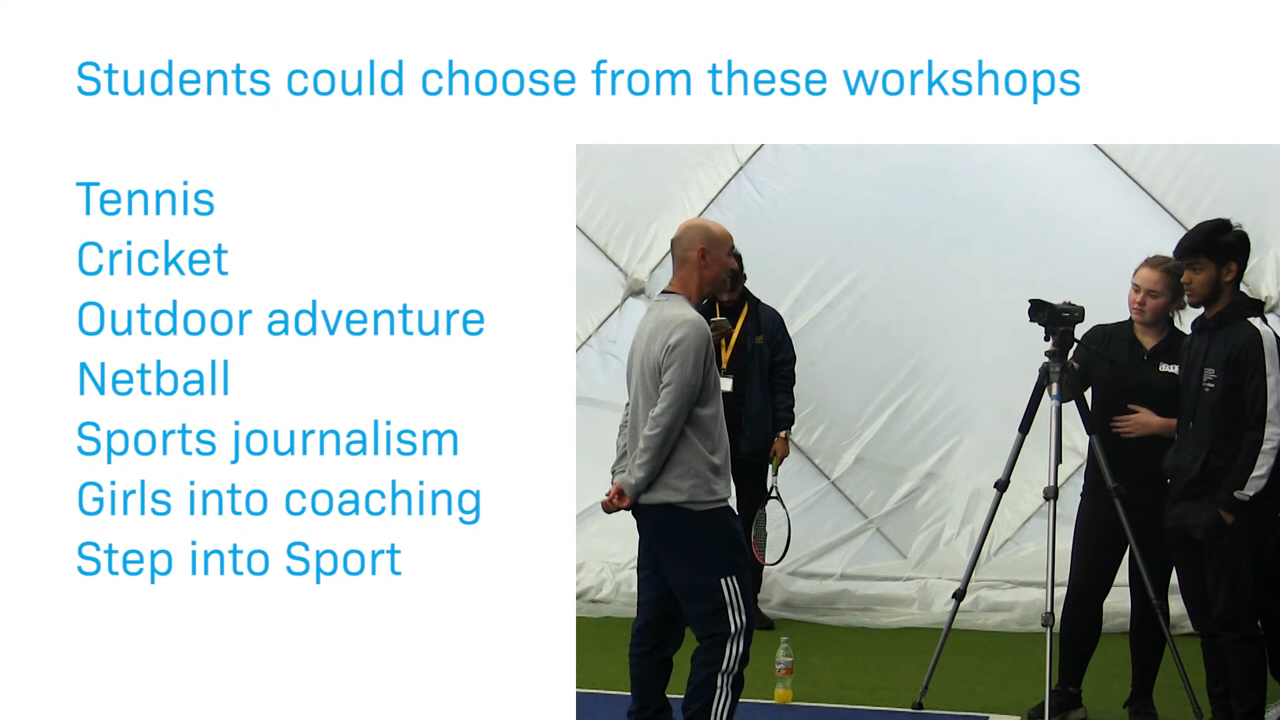 Students could choose from these workshops
Tennis
Cricket
Outdoor adventure
Netball
Sports journalism
Girls into coaching
Step into Sport